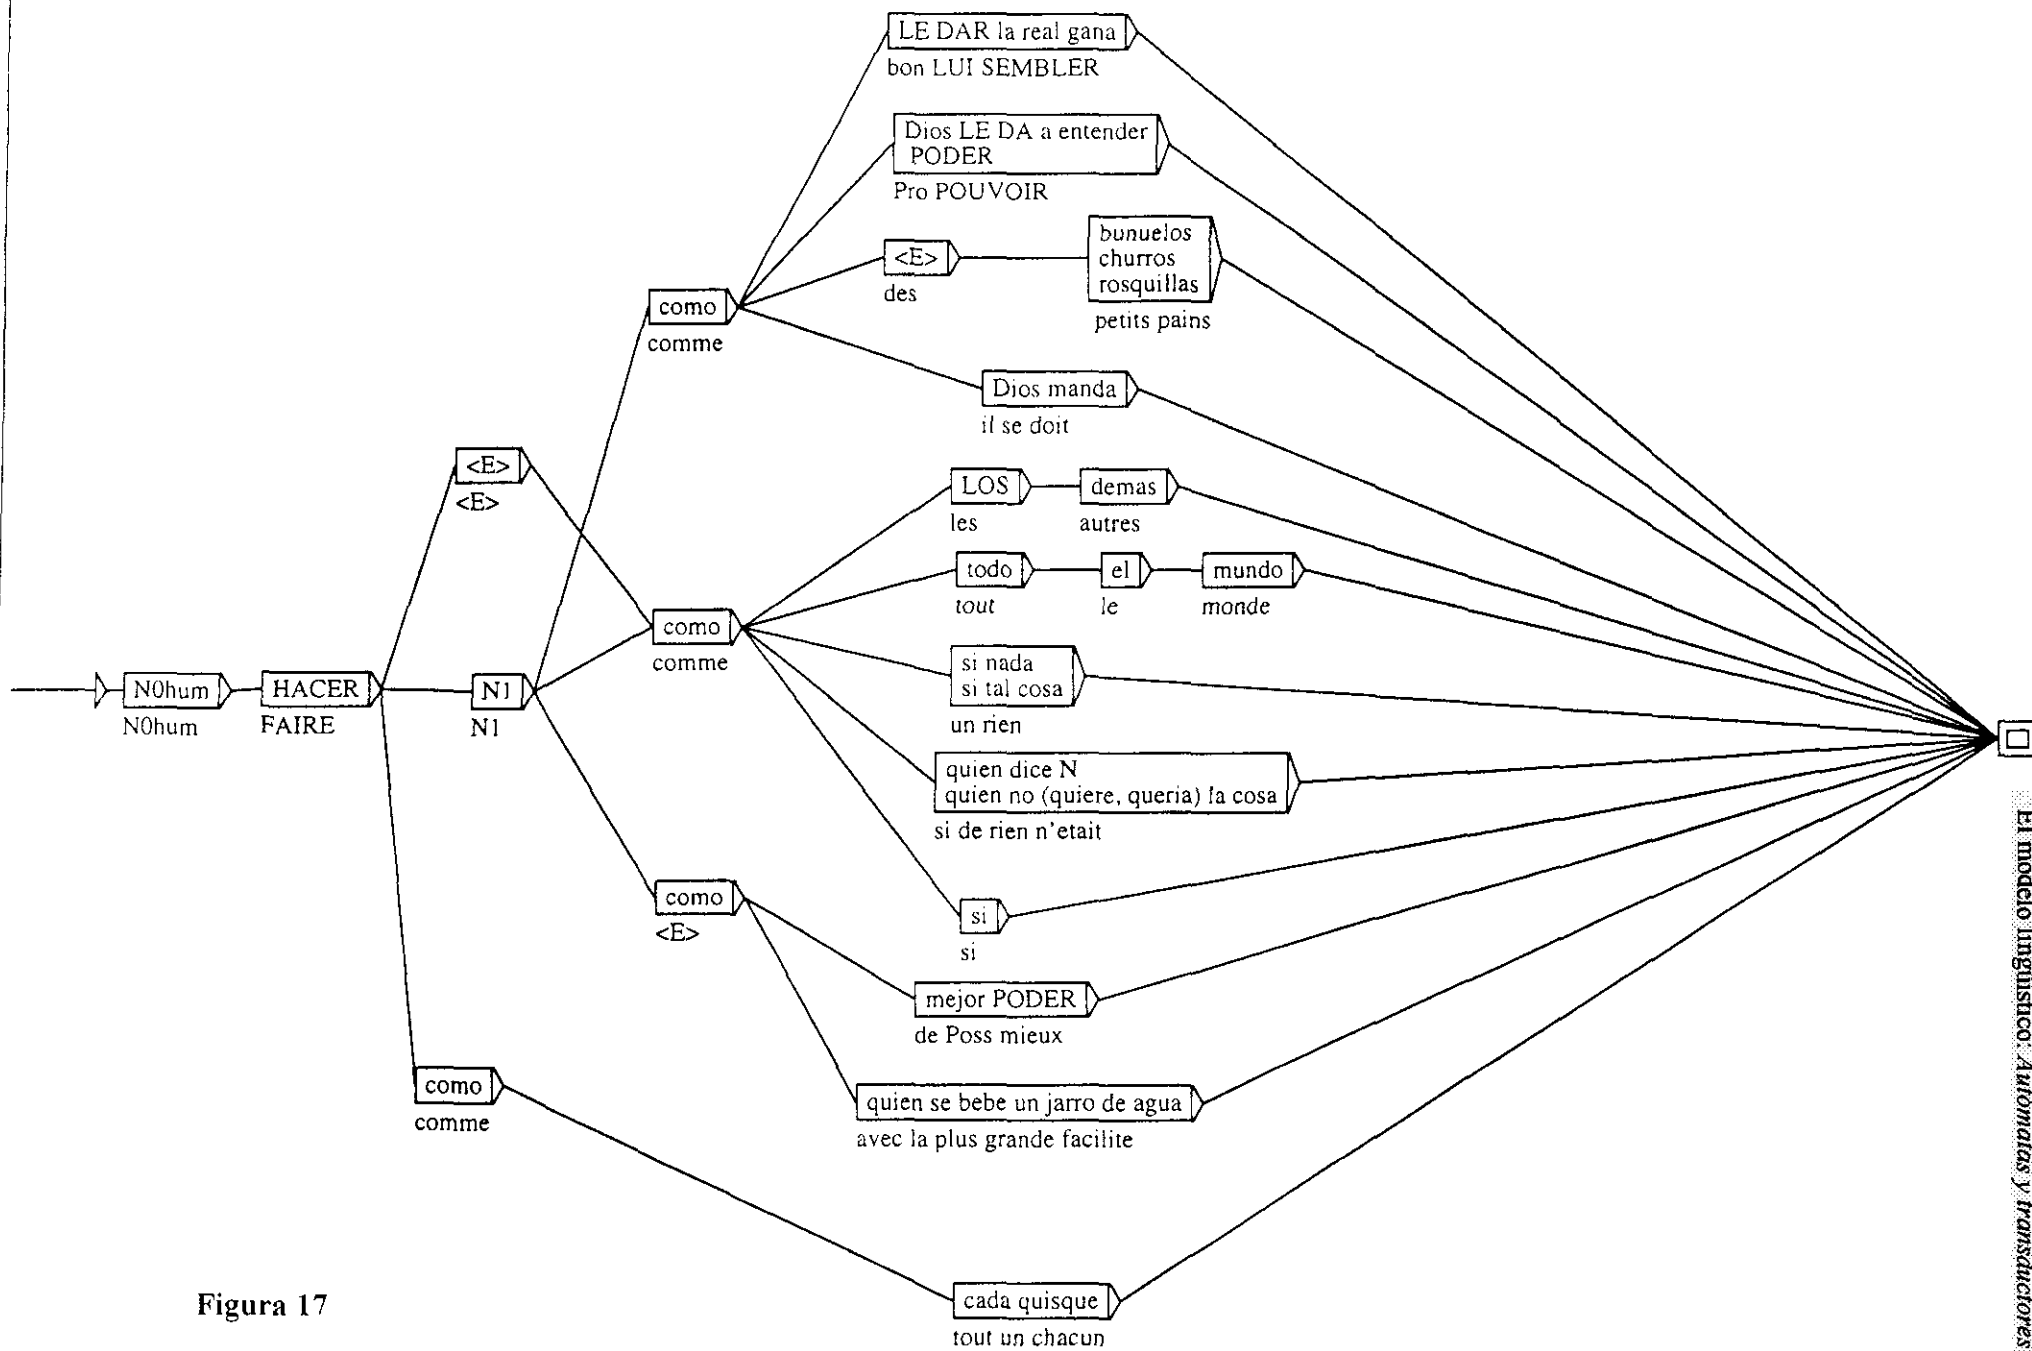 LE DAR la real gana
bon LUI SEMBLER
Dios LE DA a entender
PODER
Pro POUVOIR
<E>
des
bunuelos
churros
rosquillas
petits pains
como
comme
Dios manda
il se doit
<E>
<E>
LOS
les
demas
autres
todo
tout
el
le
mundo
monde
como
comme
si nada
si tal cosa
un rien
N0hum
N0hum
HACER
FAIRE
N1
N1
quien dice N
quien no (quiere, queria) la cosa
si de rien n'etait
como
<E>
si
si
mejor PODER
de Poss mieux
como
comme
quien se bebe un jarro de agua
avec la plus grande facilite
cada quisque
tout un chacun
Figura 17
El modelo lingüístico: Autómatas y transductores